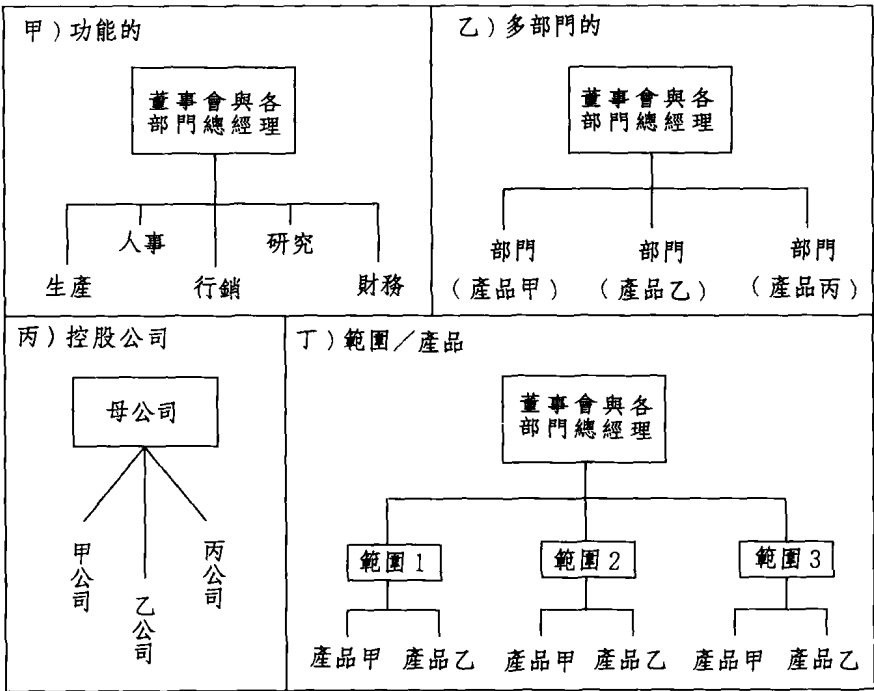 甲）功能的
董事會與各
部門總經理
人事
研究
生產
行銷
財務
乙）多部門的
董事會與各
部門總經理
部門
部門
部門
（產品甲）
（產品乙）
（產品丙）
丙）控股公司
母公司
甲公司
乙公司
丙公司
丁）範圍／產品
董事會與各
部門總經理
範圍1
範圍2
範圍3
產品甲
產品乙
產品甲
產品乙
產品甲
產品乙